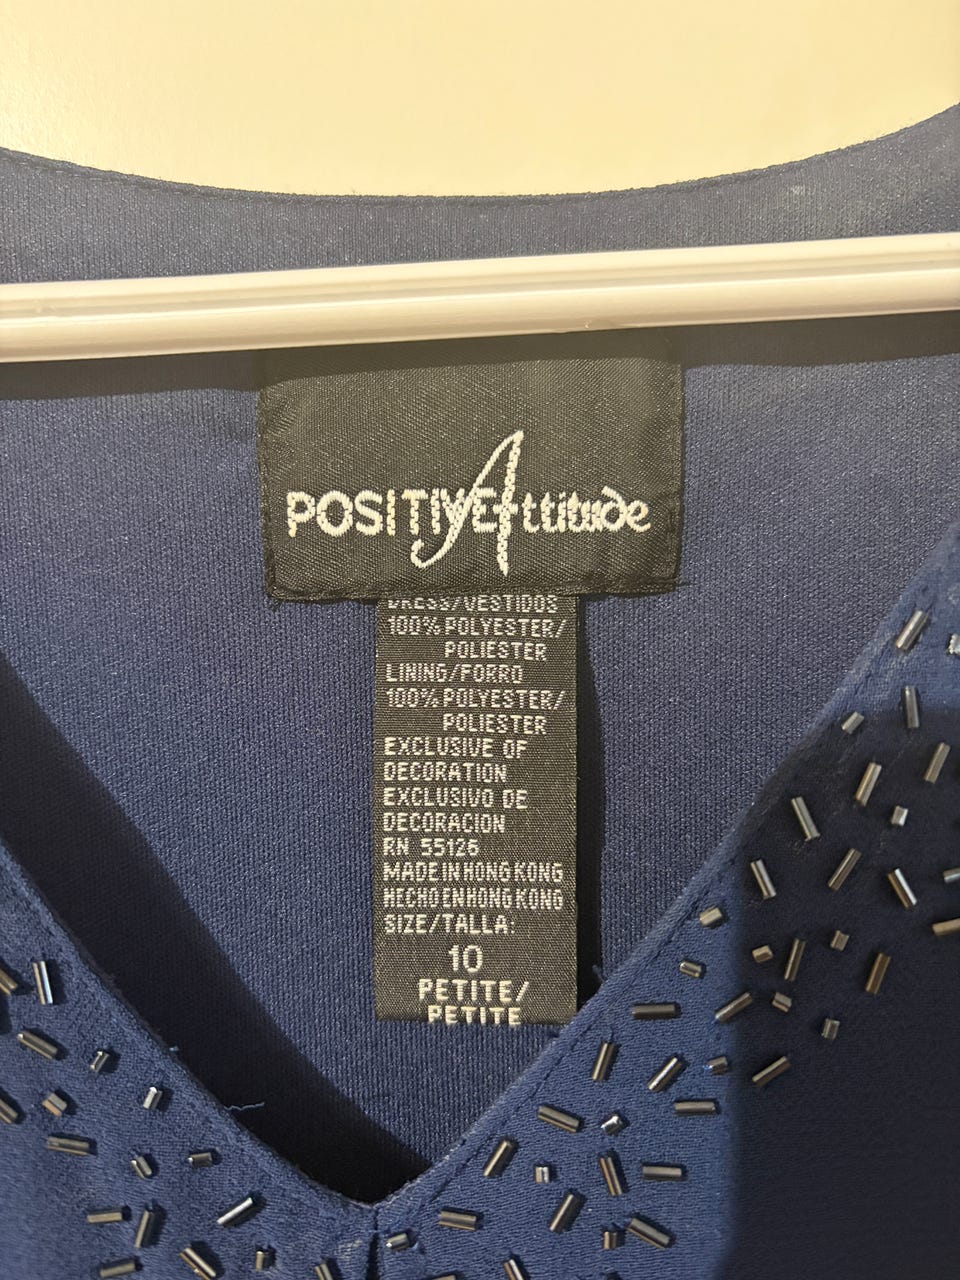 POSITIVE Attitude
DRESS/VESTIDOS
100% POLYESTER/
POLIESTER
LINING/FORRO
100% POLYESTER/
POLIESTER
EXCLUSIVE OF
DECORATION
EXCLUSIVO DE
DECORACION
RN 55126
MADE IN HONG KONG
HECHO EN HONG KONG
SIZE/TALLA:
10
PETITE/
PETITE